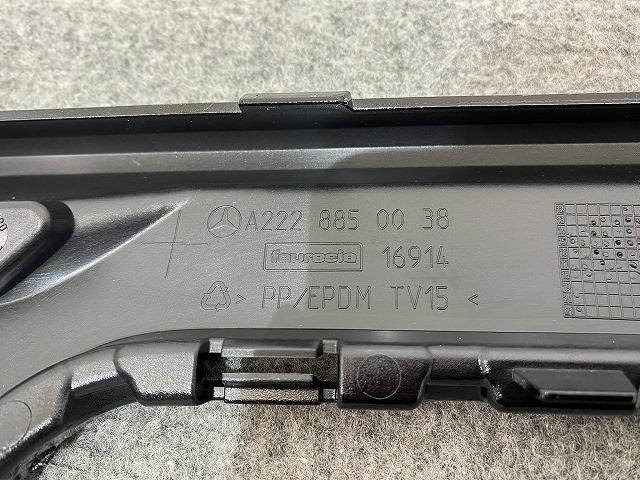 A222 885 00 38
faurecia 16914
> PP/EPDM TV15 <